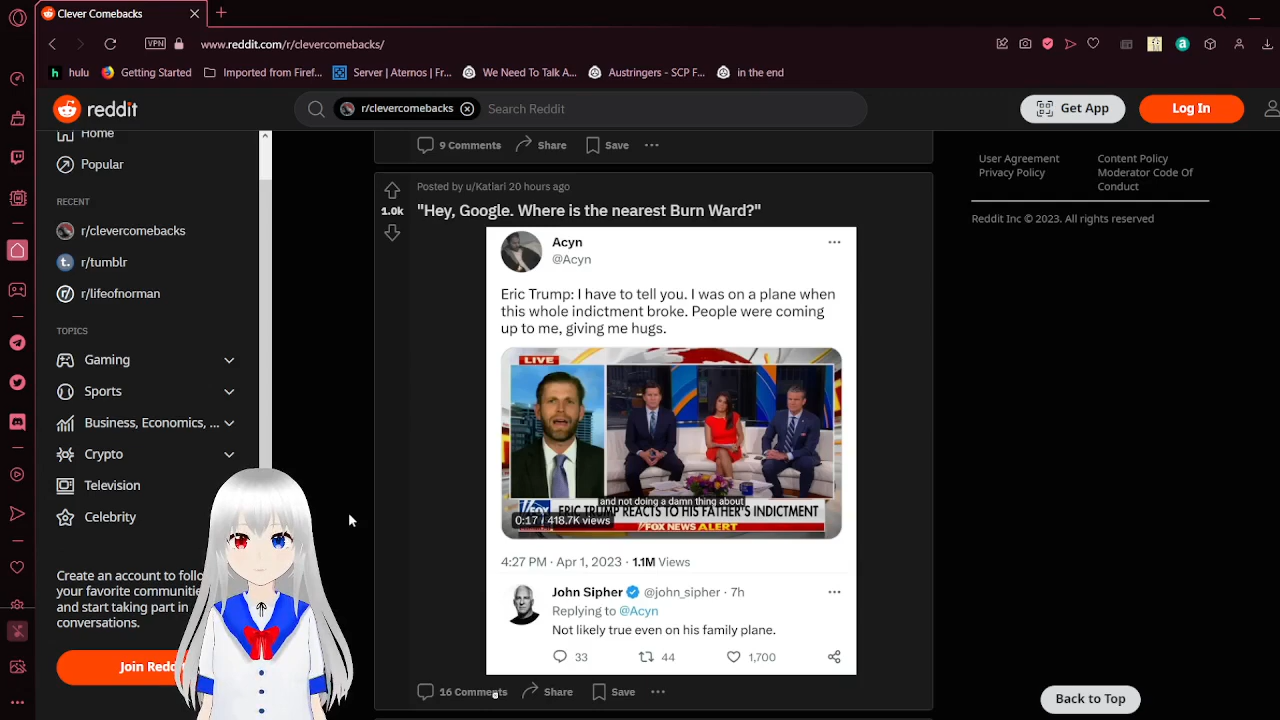 Clever Comebacks
VPN
www.reddit.com/r/clevercomebacks/
hulu
Getting Started
Imported from Firef...
Server | Aternos | Fr...
We Need To Talk A...
Austringers - SCP F...
in the end
reddit
r/clevercomebacks
Search Reddit
Get App
Log In
Home
Popular
RECENT
r/clevercomebacks
r/tumblr
r/lifeofnorman
TOPICS
Gaming
Sports
Business, Economics, ...
Crypto
Television
Celebrity
Create an account to follo
your favorite communities
and start taking part in
conversations.
Join Reddi
9 Comments
Share
Save
Posted by u/Katlari 20 hours ago
1.0k
"Hey, Google. Where is the nearest Burn Ward?"
Acyn
@Acyn
Eric Trump: I have to tell you. I was on a plane when
this whole indictment broke. People were coming
up to me, giving me hugs.
LIVE
and not doing a damn thing about
ERIC TRUMP REACTS TO HIS FATHER'S INDICTMENT
0:17 / 418.7K views
FOX NEWS ALERT
4:27 PM · Apr 1, 2023 · 1.1M Views
John Sipher @john_sipher · 7h
Replying to @Acyn
Not likely true even on his family plane.
33
44
1,700
16 Comments
Share
Save
User Agreement
Privacy Policy
Content Policy
Moderator Code Of
Conduct
Reddit Inc © 2023. All rights reserved
Back to Top